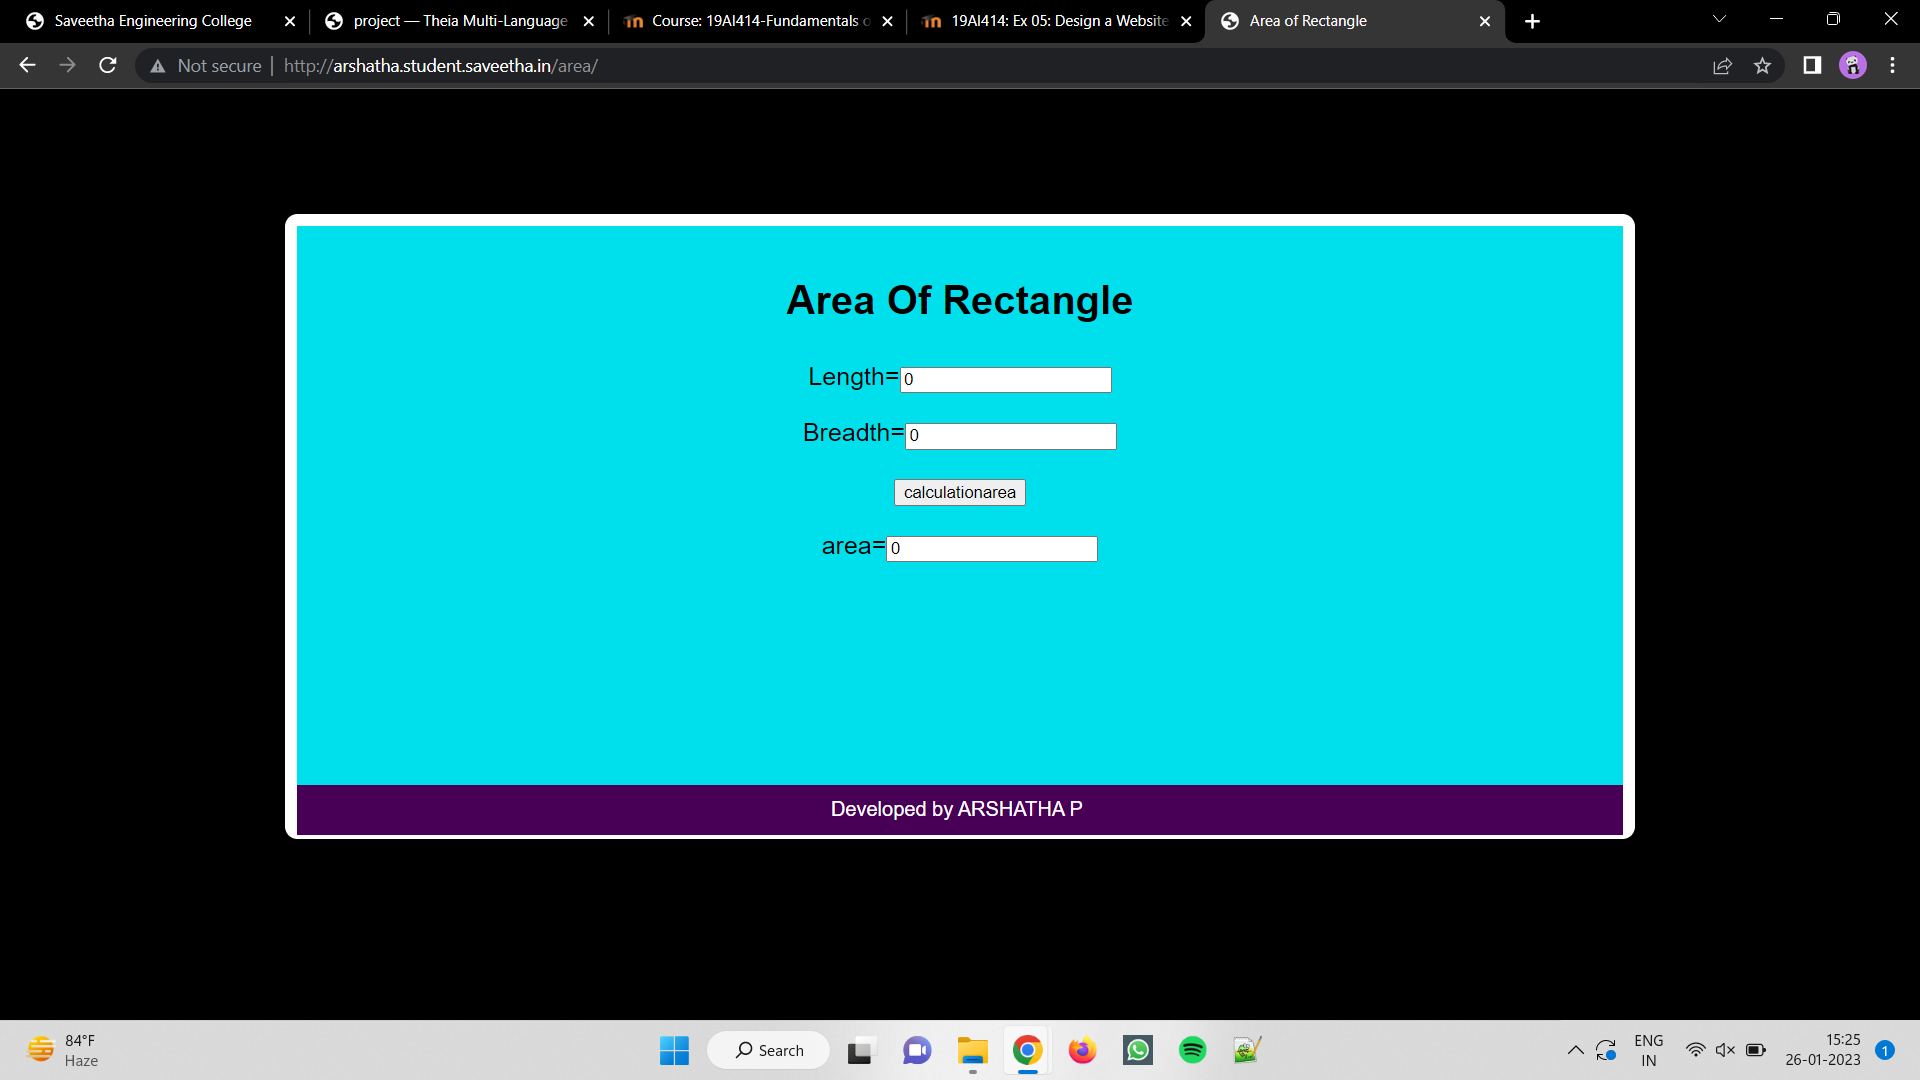 Saveetha Engineering College
project — Theia Multi-Language
Course: 19AI414-Fundamentals o
19AI414: Ex 05: Design a Website
Area of Rectangle
Not secure
http://arshatha.student.saveetha.in/area/
Area Of Rectangle
Length=0
Breadth=0
calculationarea
area=0
Developed by ARSHATHA P
84°F
Haze
Search
ENG
IN
15:25
26-01-2023
1